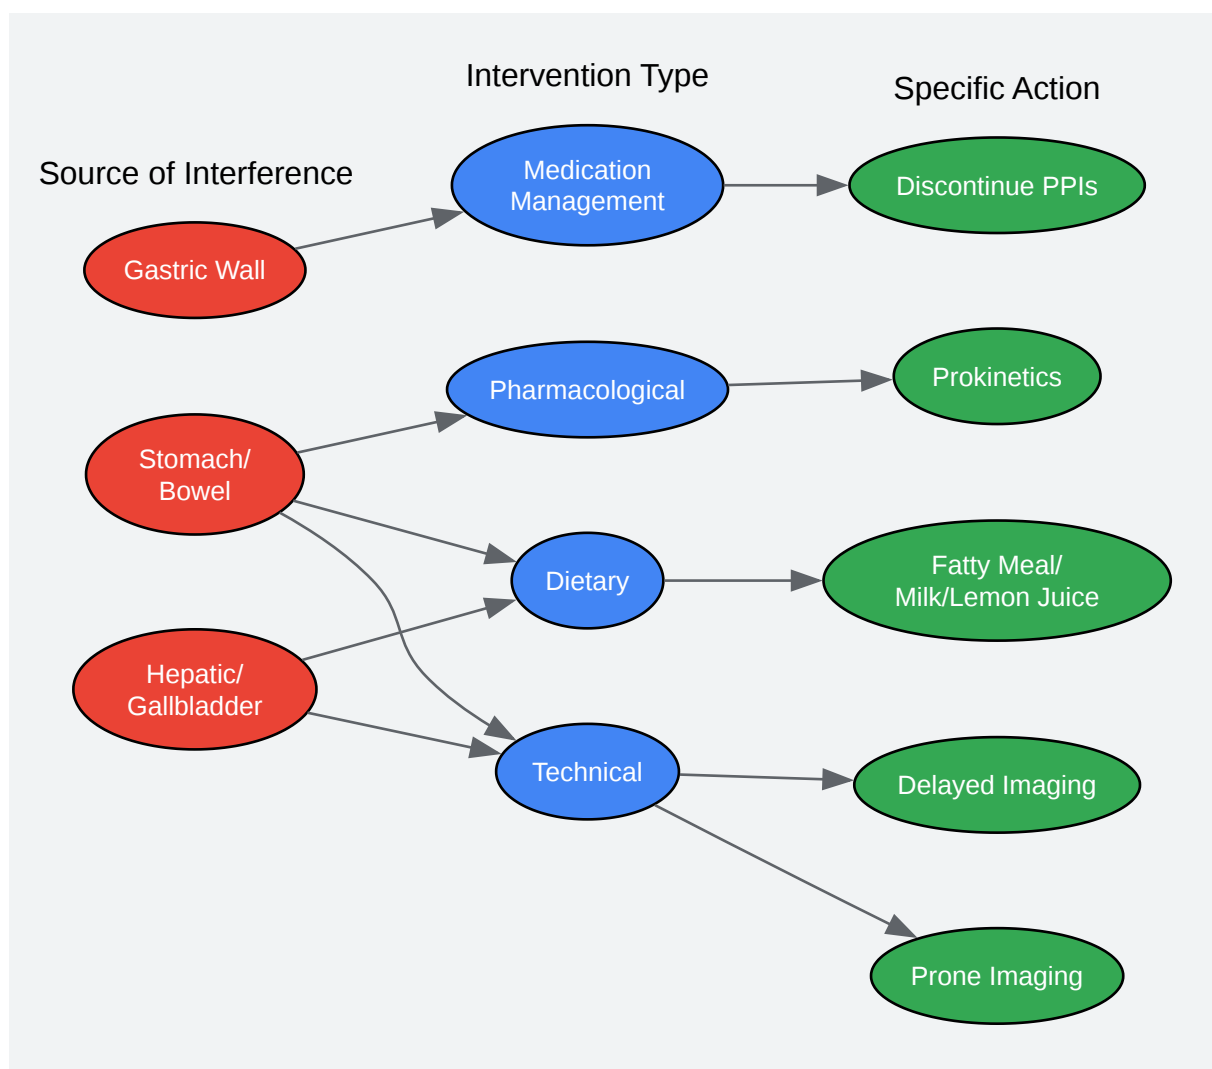 Intervention Type
Specific Action
Source of Interference
Medication
Management
Discontinue PPIs
Gastric Wall
Pharmacological
Prokinetics
Stomach/
Bowel
Dietary
Fatty Meal/
Milk/Lemon Juice
Hepatic/
Gallbladder
Technical
Delayed Imaging
Prone Imaging